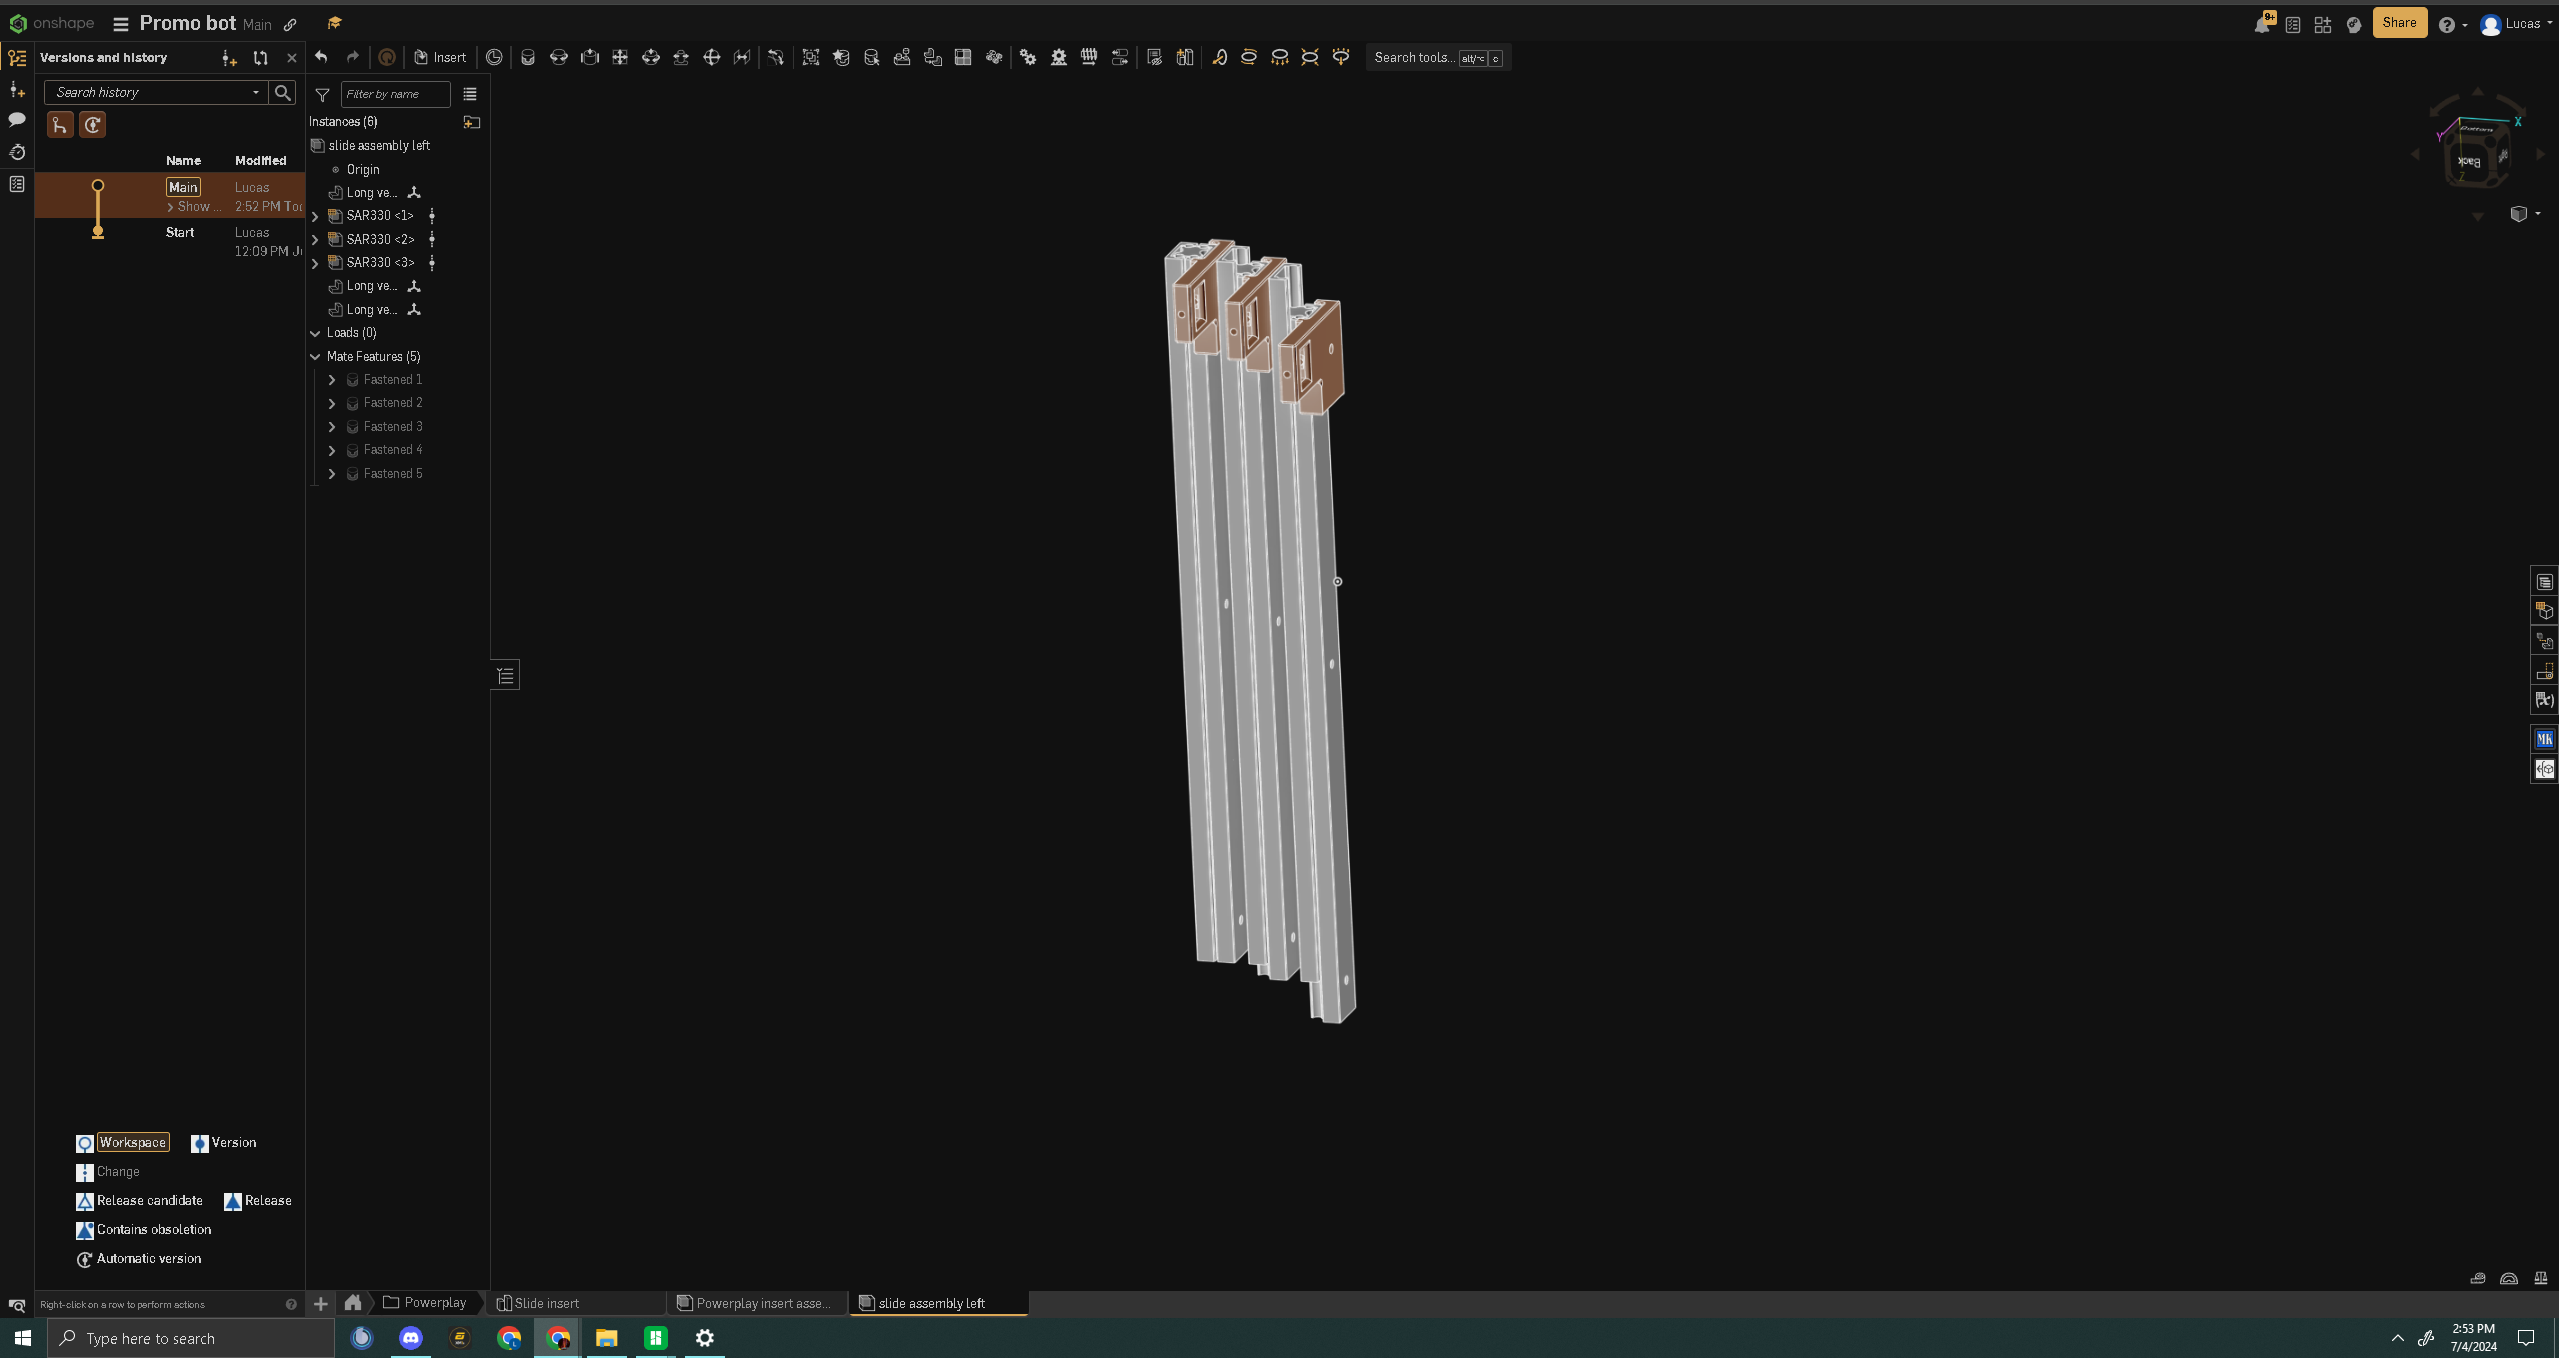 onshape Promo bot Main Share Lucas
Versions and history Insert Search tools... alt/⌥ c
Search history Filter by name
Instances (6)
slide assembly left
Name Modified
Origin
Main Lucas
Long ve...
Show ... 2:52 PM Toc
SAR330 <1>
Start Lucas
SAR330 <2>
12:09 PM
SAR330 <3>
Long ve...
Long ve...
Loads (0)
Mate Features (5)
Fastened 1
Fastened 2
Fastened 3
Fastened 4
Fastened 5
9+
X
Y
Z
Bottom
Back
MK
(x)
Workspace Version
Change
Release candidate Release
Contains obsoletion
Automatic version
Right-click on a row to perform actions
Powerplay Slide insert Powerplay insert asse... slide assembly left
Type here to search
2:53 PM
7/4/2024